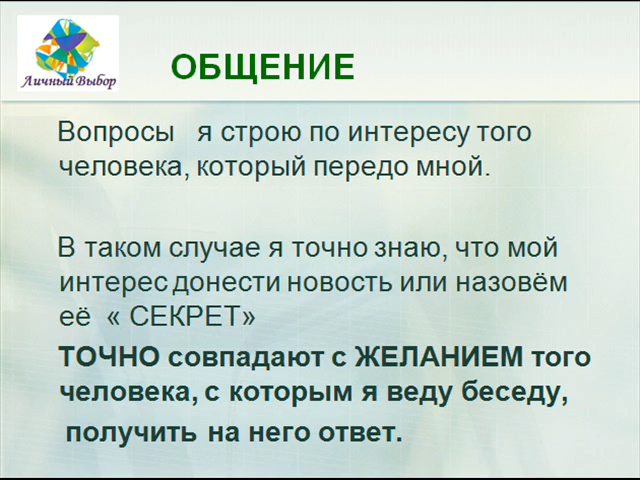 Личный Выбор
ОБЩЕНИЕ
Вопросы я строю по интересу того
человека, который передо мной.
В таком случае я точно знаю, что мой
интерес донести новость или назовём
её « СЕКРЕТ»
ТОЧНО совпадают с ЖЕЛАНИЕМ того
человека, с которым я веду беседу,
получить на него ответ.